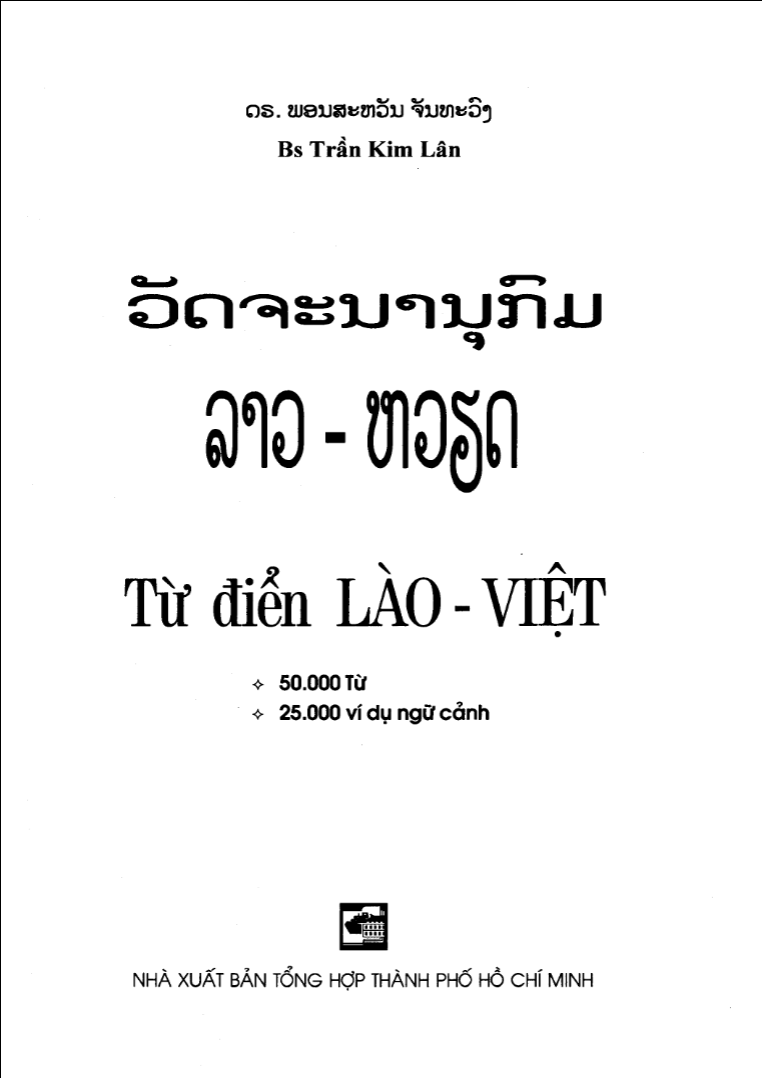 ດຣ. ພອນສະຫວັນ ຈັນທະວົງ
Bs Trần Kim Lân
ວັດຈະນານຸກົມ
ລາວ - ຫວຽດ
Từ điển LÀO - VIỆT
✧ 50.000 Từ
✧ 25.000 ví dụ ngữ cảnh
NHÀ XUẤT BẢN TỔNG HỢP THÀNH PHỐ HỒ CHÍ MINH